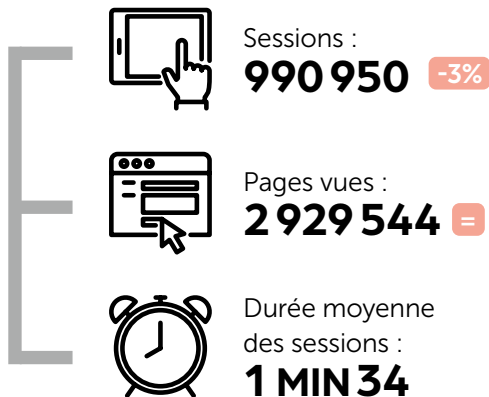 Sessions :
990 950 -3%
Pages vues :
2 929 544 =
Durée moyenne
des sessions :
1 MIN 34